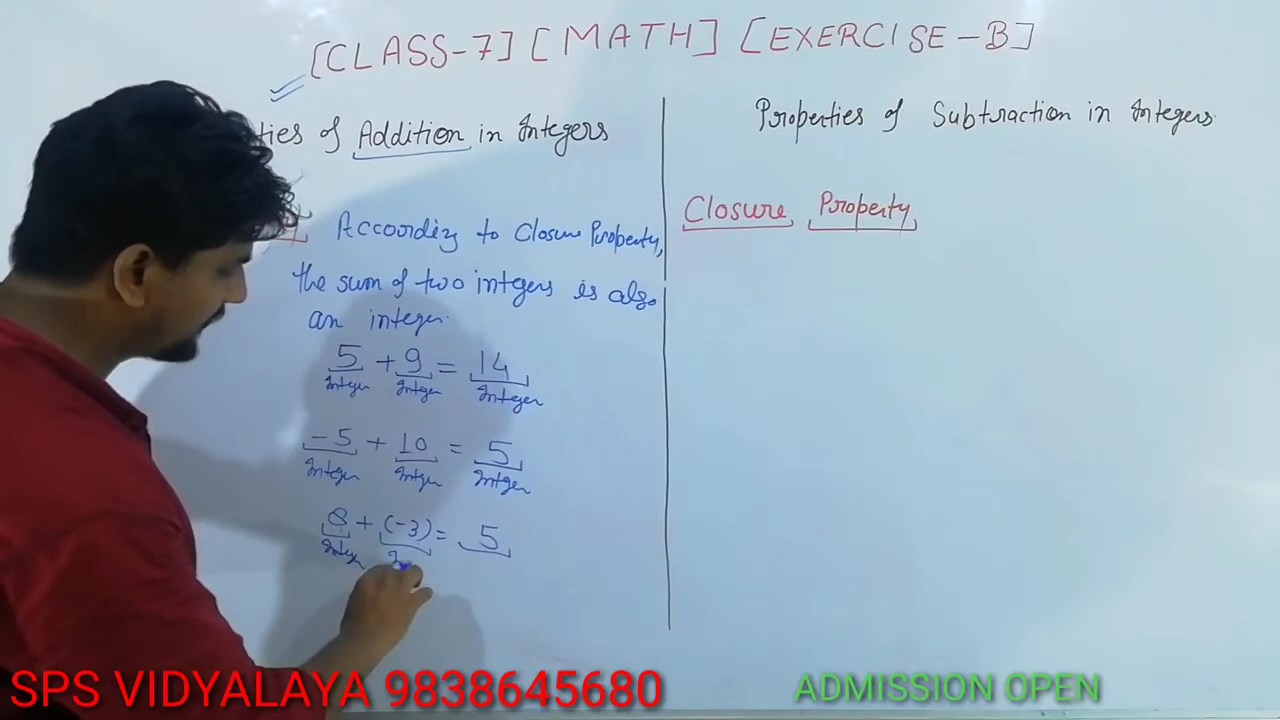 [CLASS-7] [MATH] [EXERCISE-B]
ties of Addition in Integers
According to Closure Property,
the sum of two integers is also
an integer.
5 + 9 = 14
Integer Integer Integer
-5 + 10 = 5
Integer Integer Integer
8 + (-3) = 5
Integer In
Properties of Subtraction in Integers
Closure Property
SPS VIDYALAYA 9838645680
ADMISSION OPEN